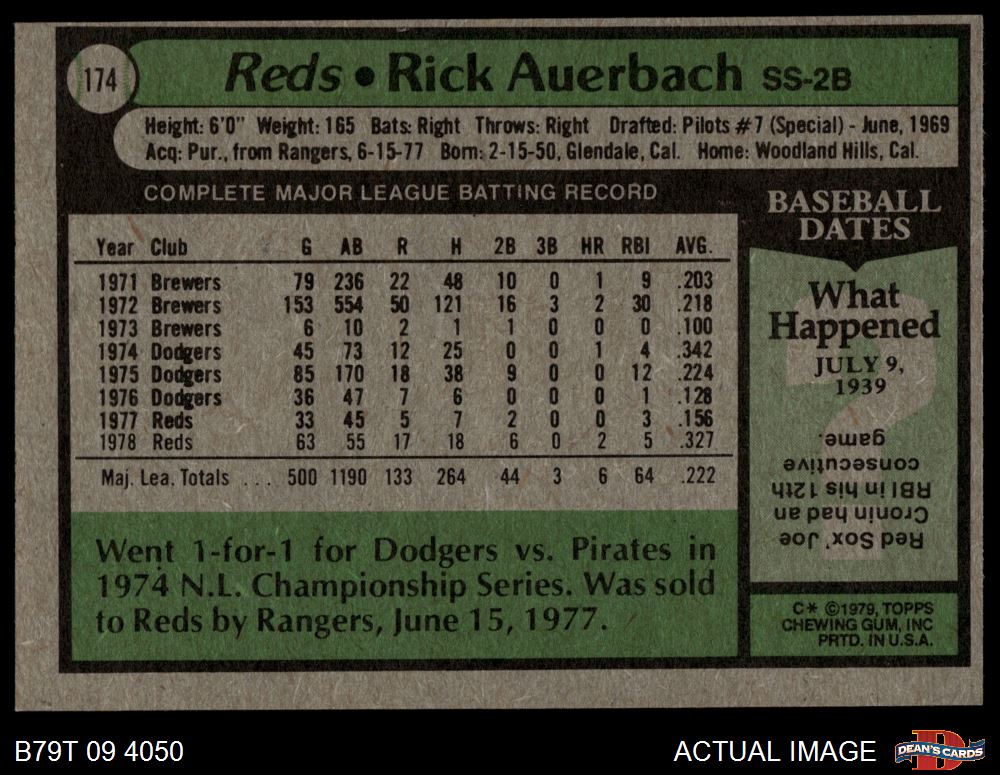 174
Reds • Rick Auerbach SS-2B
Height: 6'0" Weight: 165 Bats: Right Throws: Right Drafted: Pilots #7 (Special) - June, 1969
Acq: Pur., from Rangers, 6-15-77 Born: 2-15-50, Glendale, Cal. Home: Woodland Hills, Cal.
COMPLETE MAJOR LEAGUE BATTING RECORD
Year Club G AB R H 2B 3B HR RBI AVG.
1971 Brewers 79 236 22 48 10 0 1 9 .203
1972 Brewers 153 554 50 121 16 3 2 30 .218
1973 Brewers 6 10 2 1 1 0 0 0 .100
1974 Dodgers 45 73 12 25 0 0 1 4 .342
1975 Dodgers 85 170 18 38 9 0 0 12 .224
1976 Dodgers 36 47 7 6 0 0 0 1 .128
1977 Reds 33 45 5 7 2 0 0 3 .156
1978 Reds 63 55 17 18 6 0 2 5 .327
Maj. Lea. Totals ... 500 1190 133 264 44 3 6 64 .222
Went 1-for-1 for Dodgers vs. Pirates in
1974 N.L. Championship Series. Was sold
to Reds by Rangers, June 15, 1977.
BASEBALL
DATES
What
Happened
JULY 9,
1939
?
Red Sox' Joe
Cronin had an
RBI in his 12th
consecutive
game.
C* ©1979, TOPPS
CHEWING GUM, INC
PRTD. IN U.S.A.
B79T 09 4050
ACTUAL IMAGE
D
DEAN'S CARDS